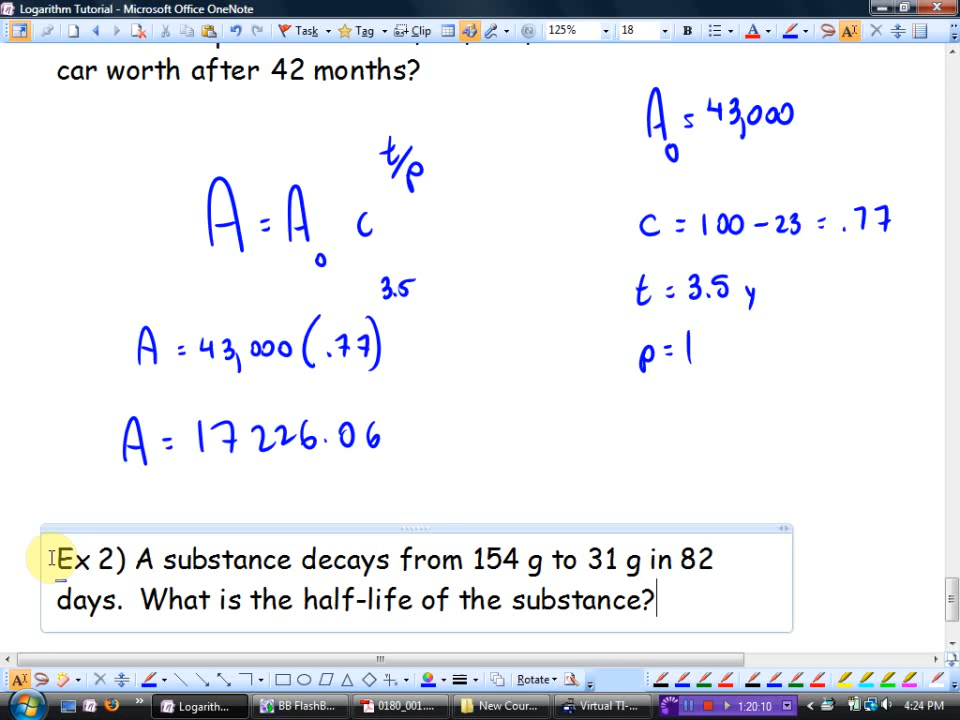 Logarithm Tutorial - Microsoft Office OneNote
Task Tag Clip 125% 18 B A
car worth after 42 months?
A₀ = 43,000
A = A₀ c^(t/p)
c = 100 - 23 = .77
t = 3.5 y
A = 43,000 (.77)^3.5
p = 1
A = 17226.06
Ex 2) A substance decays from 154 g to 31 g in 82
days. What is the half-life of the substance?
Rotate
Logarith... BB FlashB... 0180_001.... New Cour... Virtual TI-... 1:20:10 4:24 PM